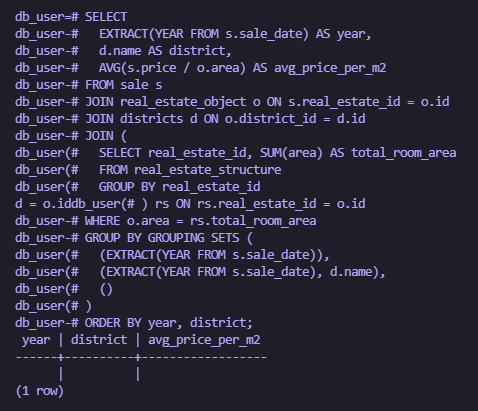 db_user=# SELECT
db_user-#   EXTRACT(YEAR FROM s.sale_date) AS year,
db_user-#   d.name AS district,
db_user-#   AVG(s.price / o.area) AS avg_price_per_m2
db_user-# FROM sale s
db_user-# JOIN real_estate_object o ON s.real_estate_id = o.id
db_user-# JOIN districts d ON o.district_id = d.id
db_user-# JOIN (
db_user(#   SELECT real_estate_id, SUM(area) AS total_room_area
db_user(#   FROM real_estate_structure
db_user(#   GROUP BY real_estate_id
d = o.iddb_user(# ) rs ON rs.real_estate_id = o.id
db_user-# WHERE o.area = rs.total_room_area
db_user-# GROUP BY GROUPING SETS (
db_user(#   (EXTRACT(YEAR FROM s.sale_date)),
db_user(#   (EXTRACT(YEAR FROM s.sale_date), d.name),
db_user(#   ()
db_user(# )
db_user-# ORDER BY year, district;
 year | district | avg_price_per_m2
------+----------+------------------
      |          |
(1 row)